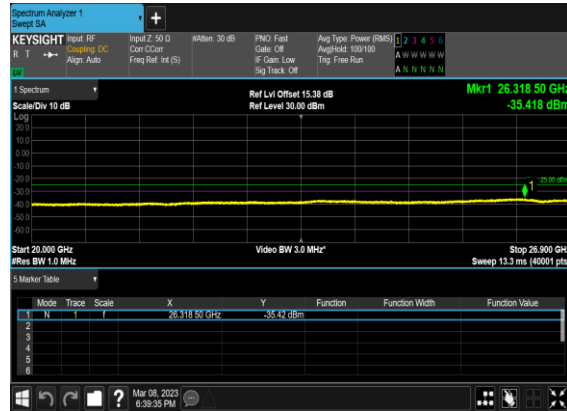 Spectrum Analyzer 1
Swept SA
+
KEYSIGHT
R T
Input: RF
Coupling: DC
Align: Auto
Input Z: 50 Ω
Corr CCorr
Freq Ref: Int (S)
#Atten: 30 dB
PNO: Fast
Gate: Off
IF Gain: Low
Sig Track: Off
Avg Type: Power (RMS)
Avg|Hold: 100/100
Trig: Free Run
1 2 3 4 5 6
A W W W W W
A N N N N N
1 Spectrum
Scale/Div 10 dB
Ref Lvl Offset 15.38 dB
Ref Level 30.00 dBm
Mkr1 26.318 50 GHz
-35.418 dBm
Log
20.0
10.0
0.00
-10.0
-20.0
-30.0
-40.0
-50.0
-60.0
-25.00 dBm
1
Start 20.000 GHz
#Res BW 1.0 MHz
Video BW 3.0 MHz*
Stop 26.900 GHz
Sweep 13.3 ms (40001 pts)
5 Marker Table
Mode Trace Scale X Y Function Function Width Function Value
1 N 1 f 26.318 50 GHz -35.42 dBm
2
3
4
5
6
?
Mar 08, 2023
6:39:35 PM